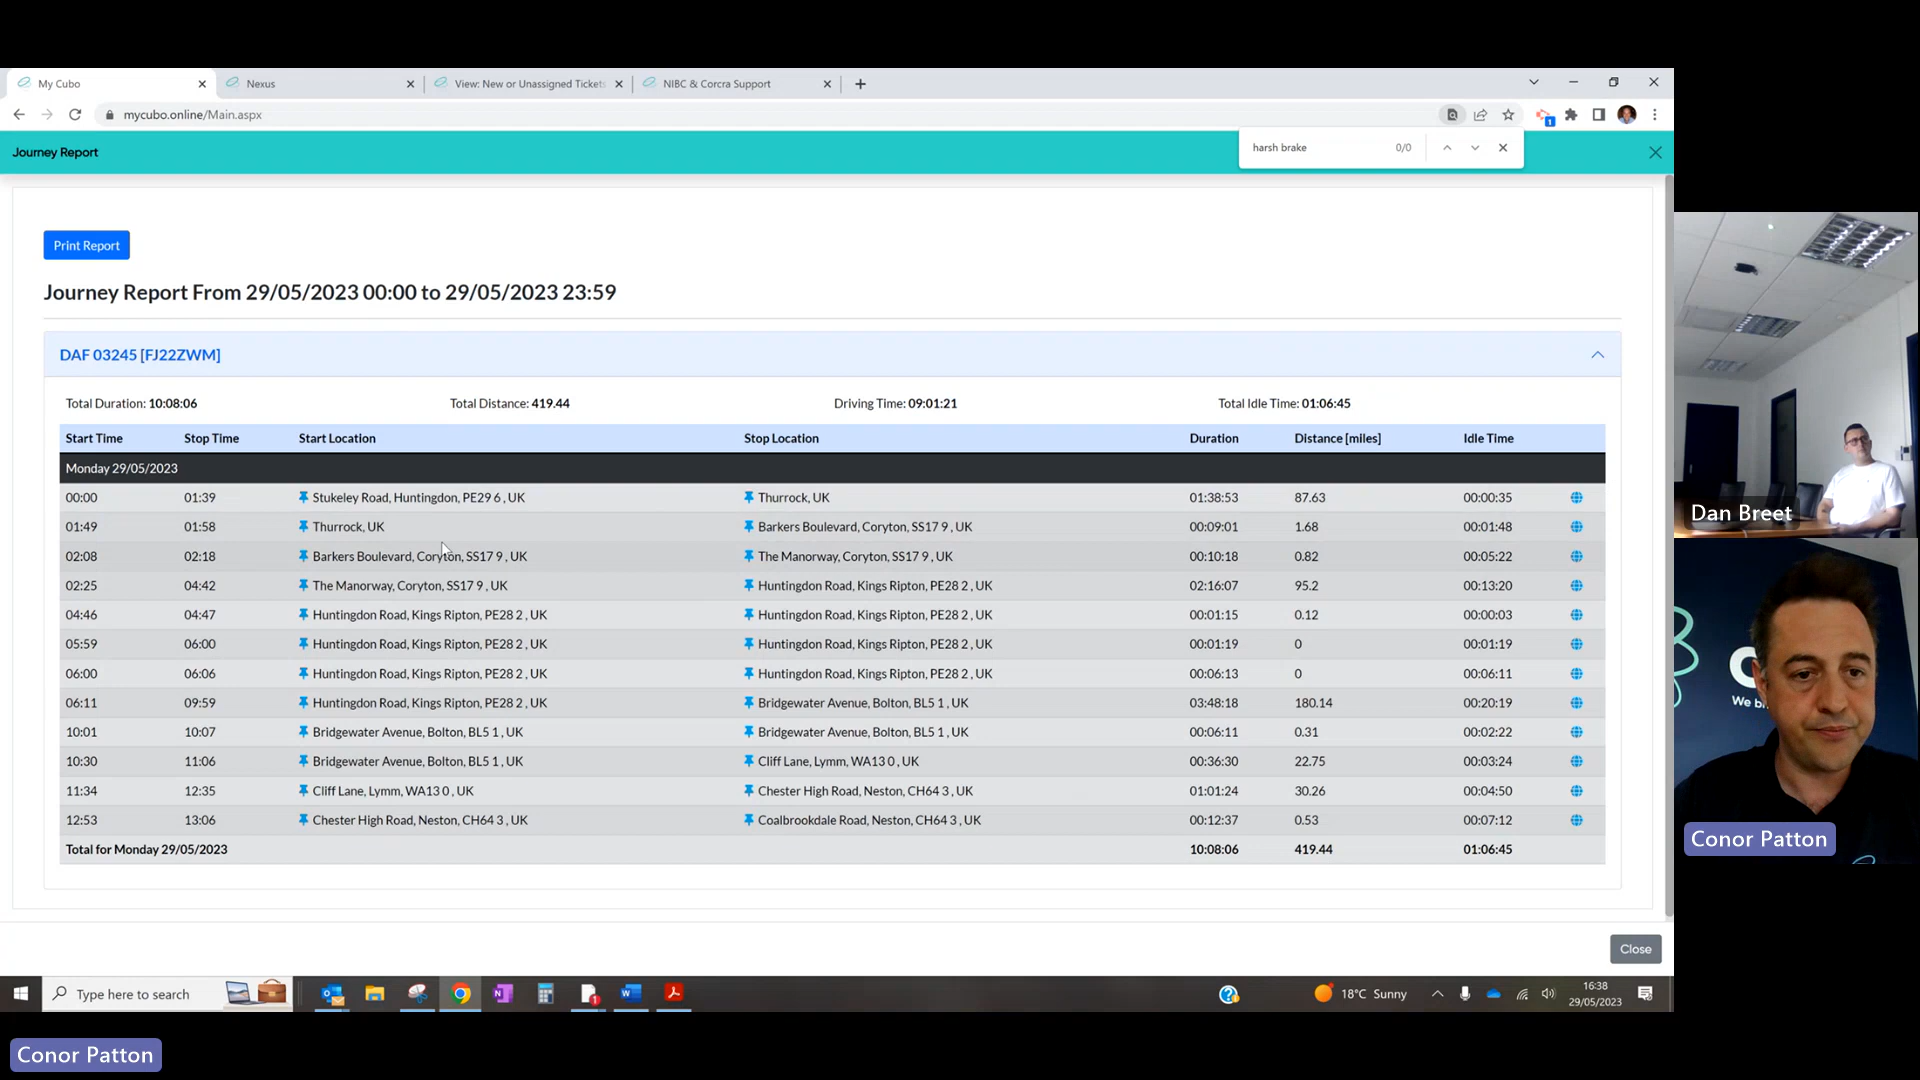 My Cubo
Nexus
View: New or Unassigned Tickets
NIBC & Corcra Support
mycubo.online/Main.aspx
1
Journey Report
harsh brake 0/0
Print Report
Journey Report From 29/05/2023 00:00 to 29/05/2023 23:59
DAF 03245 [FJ22ZWM]
Total Duration: 10:08:06 Total Distance: 419.44 Driving Time: 09:01:21 Total Idle Time: 01:06:45
Start Time Stop Time Start Location Stop Location Duration Distance [miles] Idle Time
Monday 29/05/2023
00:00 01:39 Stukeley Road, Huntingdon, PE29 6 , UK Thurrock, UK 01:38:53 87.63 00:00:35
01:49 01:58 Thurrock, UK Barkers Boulevard, Coryton, SS17 9 , UK 00:09:01 1.68 00:01:48
02:08 02:18 Barkers Boulevard, Coryton, SS17 9 , UK The Manorway, Coryton, SS17 9 , UK 00:10:18 0.82 00:05:22
02:25 04:42 The Manorway, Coryton, SS17 9 , UK Huntingdon Road, Kings Ripton, PE28 2 , UK 02:16:07 95.2 00:13:20
04:46 04:47 Huntingdon Road, Kings Ripton, PE28 2 , UK Huntingdon Road, Kings Ripton, PE28 2 , UK 00:01:15 0.12 00:00:03
05:59 06:00 Huntingdon Road, Kings Ripton, PE28 2 , UK Huntingdon Road, Kings Ripton, PE28 2 , UK 00:01:19 0 00:01:19
06:00 06:06 Huntingdon Road, Kings Ripton, PE28 2 , UK Huntingdon Road, Kings Ripton, PE28 2 , UK 00:06:13 0 00:06:11
06:11 09:59 Huntingdon Road, Kings Ripton, PE28 2 , UK Bridgewater Avenue, Bolton, BL5 1 , UK 03:48:18 180.14 00:20:19
10:01 10:07 Bridgewater Avenue, Bolton, BL5 1 , UK Bridgewater Avenue, Bolton, BL5 1 , UK 00:06:11 0.31 00:02:22
10:30 11:06 Bridgewater Avenue, Bolton, BL5 1 , UK Cliff Lane, Lymm, WA13 0 , UK 00:36:30 22.75 00:03:24
11:34 12:35 Cliff Lane, Lymm, WA13 0 , UK Chester High Road, Neston, CH64 3 , UK 01:01:24 30.26 00:04:50
12:53 13:06 Chester High Road, Neston, CH64 3 , UK Coalbrookdale Road, Neston, CH64 3 , UK 00:12:37 0.53 00:07:12
Total for Monday 29/05/2023 10:08:06 419.44 01:06:45
Close
Type here to search
18°C Sunny
16:38
29/05/2023
Dan Breet
We b
Conor Patton
Conor Patton